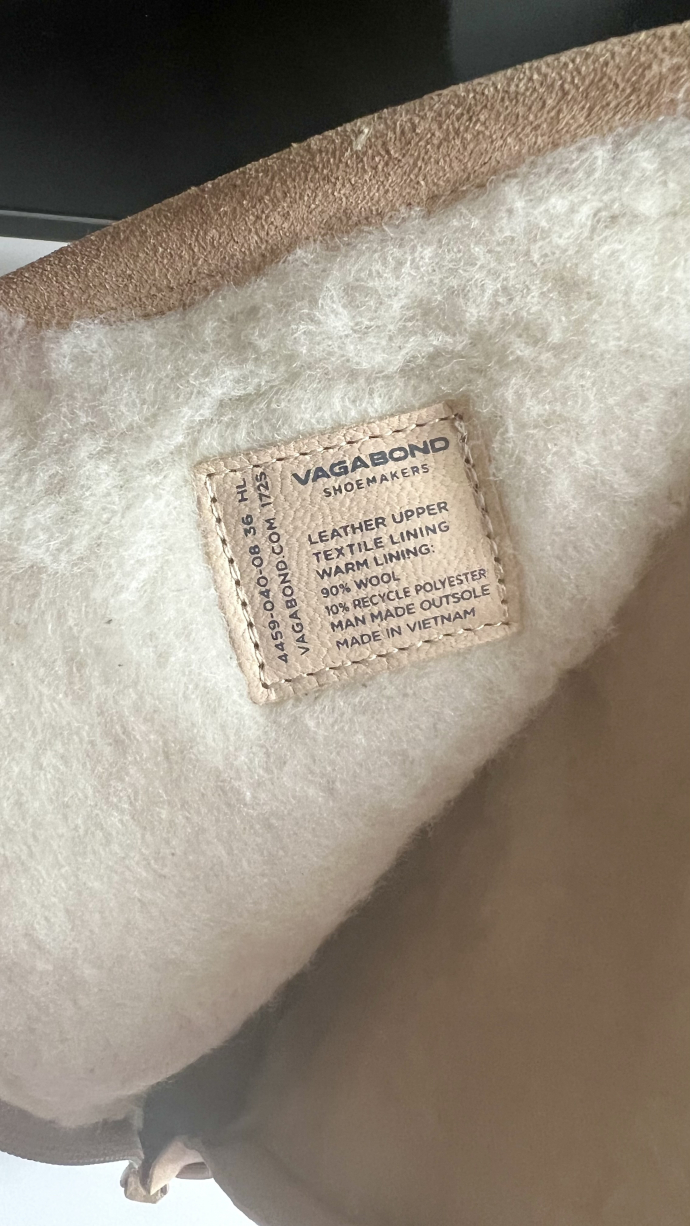 VAGABOND
SHOEMAKERS
LEATHER UPPER
TEXTILE LINING
WARM LINING:
90% WOOL
10% RECYCLE POLYESTER
MAN MADE OUTSOLE
MADE IN VIETNAM
4459-040-08 36 HL
VAGABOND.COM 1725